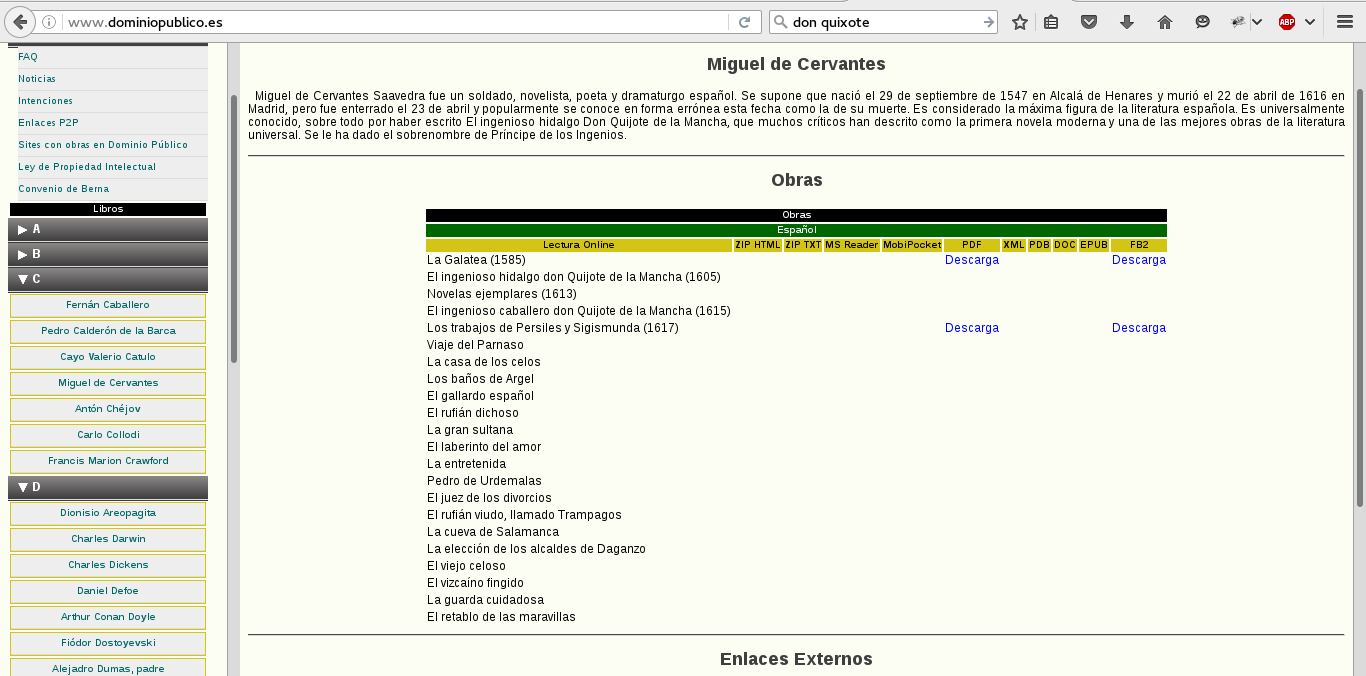 www.dominiopublico.es
don quixote
ABP
FAQ
Noticias
Intenciones
Enlaces P2P
Sites con obras en Dominio Público
Ley de Propiedad Intelectual
Convenio de Berna
Libros
A
B
C
Fernán Caballero
Pedro Calderón de la Barca
Cayo Valerio Catulo
Miguel de Cervantes
Antón Chéjov
Carlo Collodi
Francis Marion Crawford
D
Dionisio Areopagita
Charles Darwin
Charles Dickens
Daniel Defoe
Arthur Conan Doyle
Fiódor Dostoyevski
Alejadro Dumas, padre
Miguel de Cervantes
Miguel de Cervantes Saavedra fue un soldado, novelista, poeta y dramaturgo español. Se supone que nació el 29 de septiembre de 1547 en Alcalá de Henares y murió el 22 de abril de 1616 en
Madrid, pero fue enterrado el 23 de abril y popularmente se conoce en forma errónea esta fecha como la de su muerte. Es considerado la máxima figura de la literatura española. Es universalmente
conocido, sobre todo por haber escrito El ingenioso hidalgo Don Quijote de la Mancha, que muchos críticos han descrito como la primera novela moderna y una de las mejores obras de la literatura
universal. Se le ha dado el sobrenombre de Príncipe de los Ingenios.
Obras
Obras
Español
Lectura Online ZIP HTML ZIP TXT MS Reader MobiPocket PDF XML PDB DOC EPUB FB2
La Galatea (1585) Descarga Descarga
El ingenioso hidalgo don Quijote de la Mancha (1605)
Novelas ejemplares (1613)
El ingenioso caballero don Quijote de la Mancha (1615)
Los trabajos de Persiles y Sigismunda (1617) Descarga Descarga
Viaje del Parnaso
La casa de los celos
Los baños de Argel
El gallardo español
El rufián dichoso
La gran sultana
El laberinto del amor
La entretenida
Pedro de Urdemalas
El juez de los divorcios
El rufián viudo, llamado Trampagos
La cueva de Salamanca
La elección de los alcaldes de Daganzo
El viejo celoso
El vizcaíno fingido
La guarda cuidadosa
El retablo de las maravillas
Enlaces Externos